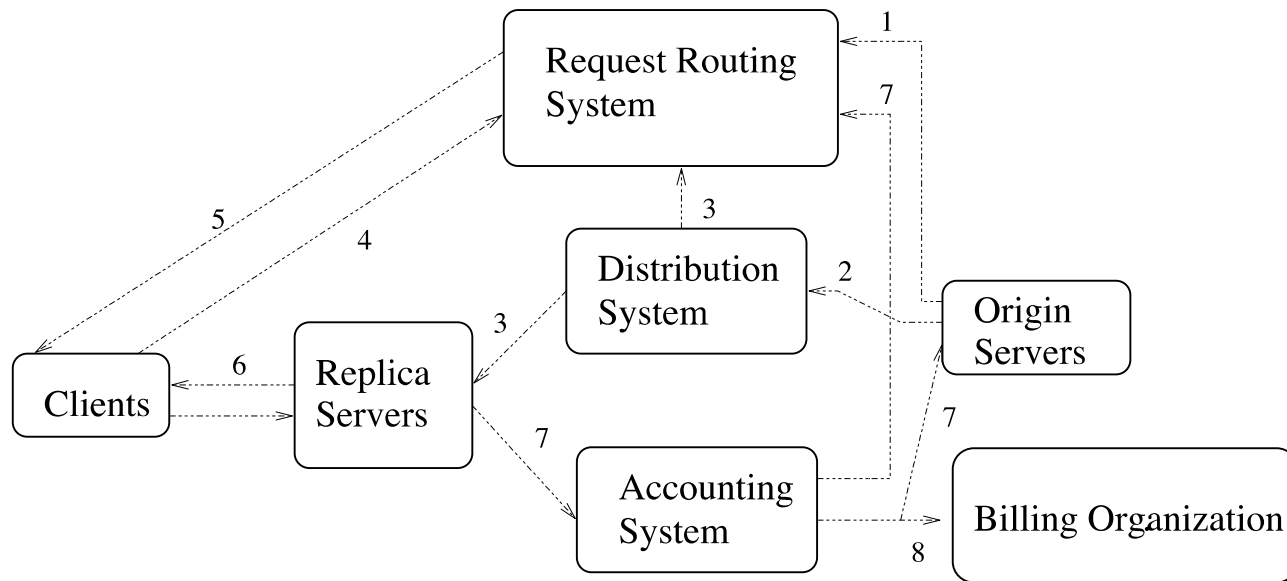 1
Request Routing
System
7
5
4
3
Distribution
System
2
Origin
Servers
3
6
Replica
Servers
Clients
7
7
Accounting
System
Billing Organization
8